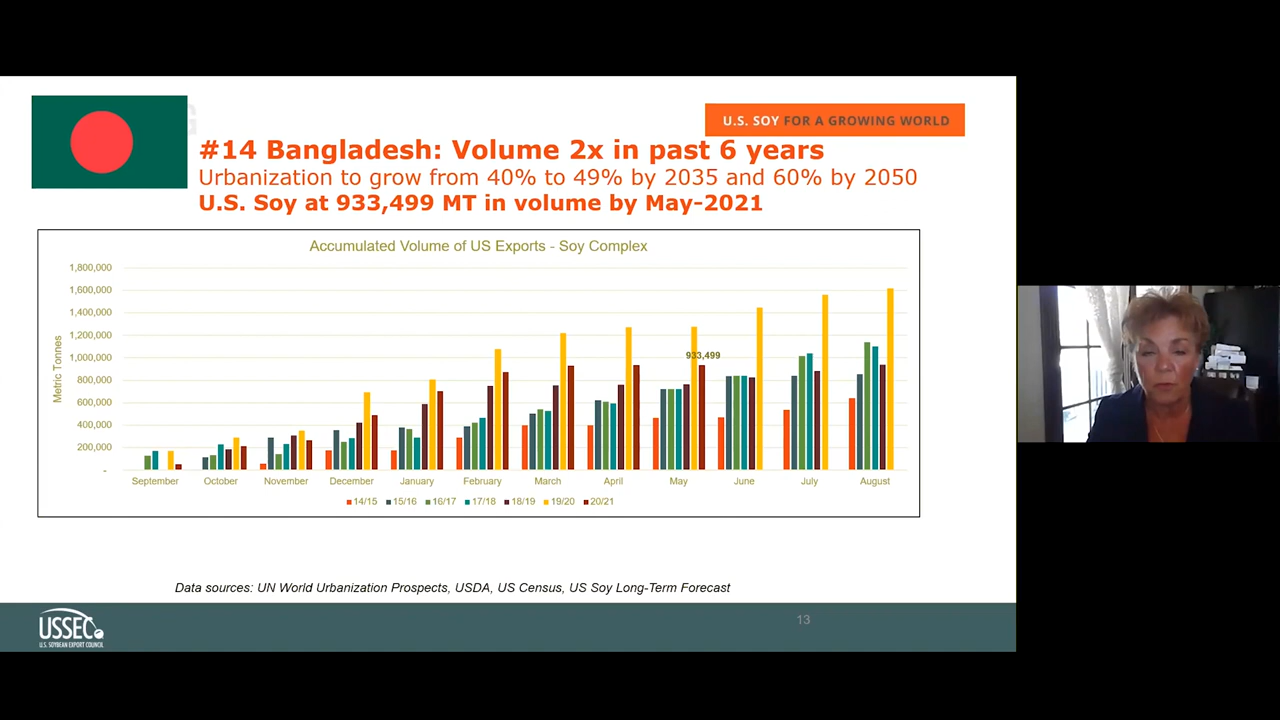 U.S. SOY FOR A GROWING WORLD
#14 Bangladesh: Volume 2x in past 6 years
Urbanization to grow from 40% to 49% by 2035 and 60% by 2050
U.S. Soy at 933,499 MT in volume by May-2021
Accumulated Volume of US Exports - Soy Complex
1,800,000
1,600,000
1,400,000
1,200,000
1,000,000
800,000
600,000
400,000
200,000
-
Metric Tonnes
933,499
September October November December January February March April May June July August
14/15 15/16 16/17 17/18 18/19 19/20 20/21
Data sources: UN World Urbanization Prospects, USDA, US Census, US Soy Long-Term Forecast
USSEC
U.S. SOYBEAN EXPORT COUNCIL
13